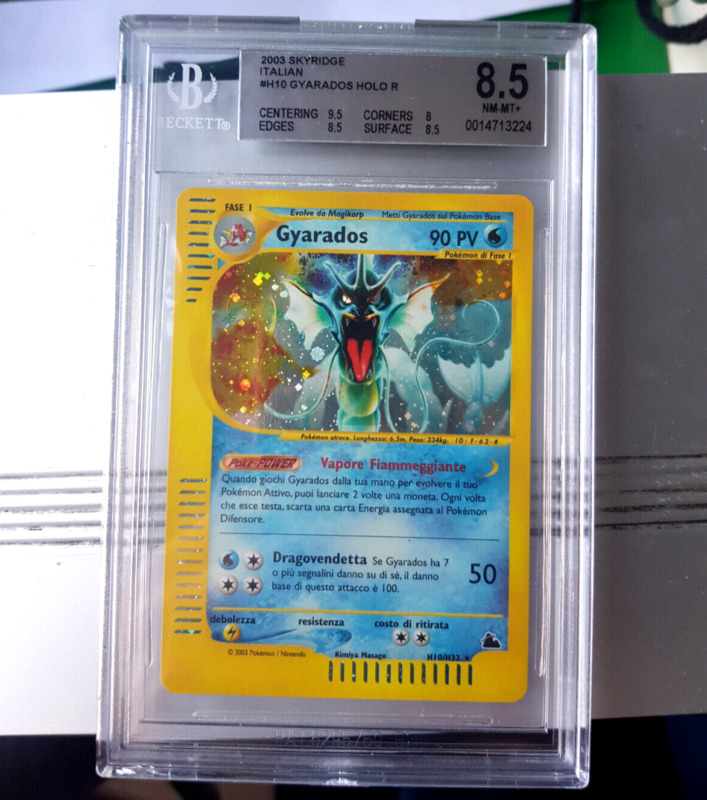 2003 SKYRIDGE
ITALIAN
#H10 GYARADOS HOLO R
CENTERING 9.5 CORNERS 8
EDGES 8.5 SURFACE 8.5
8.5
NM-MT+
0014713224
B
BECKETT®
FASE 1
Evolve da Magikarp Metti Gyarados sul Pokémon Base
Gyarados 90 PV
Pokémon di Fase 1
Pokémon atroce. Lunghezza: 6.5m, Peso: 234kg.
Poké-POWER Vapore Fiammeggiante
Quando giochi Gyarados dalla tua mano per evolvere il tuo
Pokémon Attivo, puoi lanciare 2 volte una moneta. Ogni volta
che esce testa, scarta una carta Energia assegnata al Pokémon
Difensore.
Dragovendetta Se Gyarados ha 7
o più segnalini danno su di sé, il danno
base di questo attacco è 100.
50
debolezza resistenza costo di ritirata
© 2003 Pokémon / Nintendo Kimiya Masago H10/H32 ★